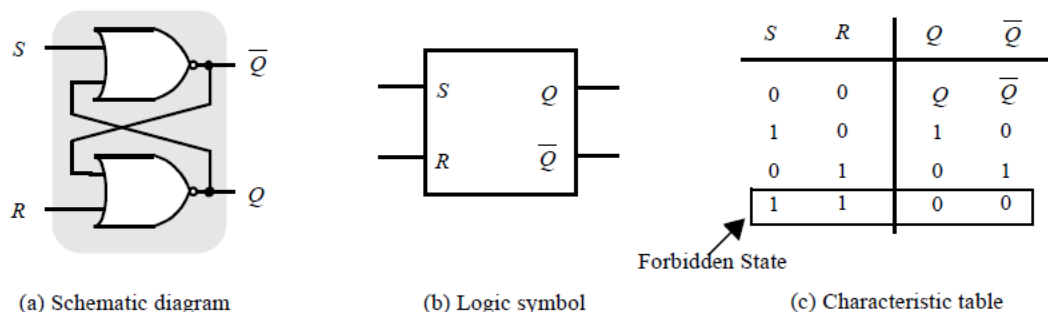 S
Q̅
R
Q
S Q
R Q̅
S R Q Q̅
0 0 Q Q̅
1 0 1 0
0 1 0 1
1 1 0 0
Forbidden State
(a) Schematic diagram
(b) Logic symbol
(c) Characteristic table